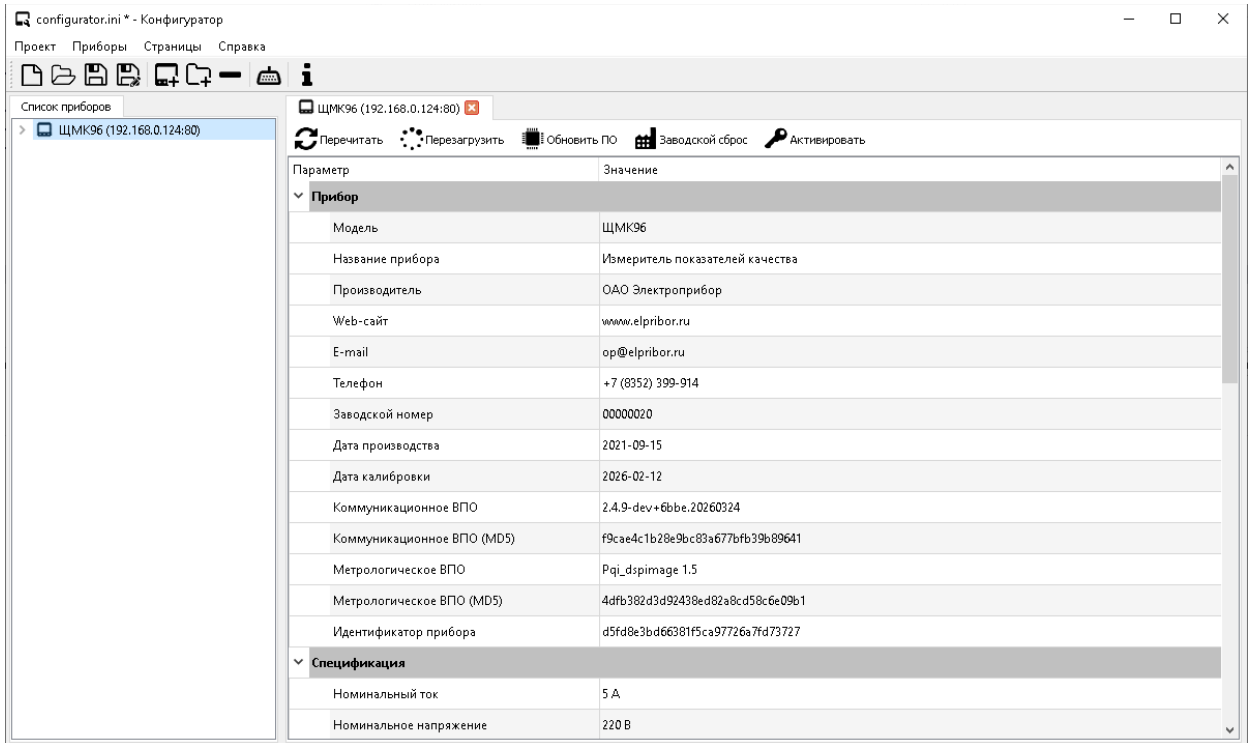 configurator.ini * - Конфигуратор
Проект Приборы Страницы Справка
Список приборов
ЩМК96 (192.168.0.124:80)
ЩМК96 (192.168.0.124:80)
Перечитать Перезагрузить Обновить ПО Заводской сброс Активировать
Параметр Значение
Прибор
Модель ЩМК96
Название прибора Измеритель показателей качества
Производитель ОАО Электроприбор
Web-сайт www.elpribor.ru
E-mail op@elpribor.ru
Телефон +7 (8352) 399-914
Заводской номер 00000020
Дата производства 2021-09-15
Дата калибровки 2026-02-12
Коммуникационное ВПО 2.4.9-dev+6bbe.20260324
Коммуникационное ВПО (MD5) f9cae4c1b28e9bc83a677bfb39b89641
Метрологическое ВПО Pqi_dspimage 1.5
Метрологическое ВПО (MD5) 4dfb382d3d92438ed82a8cd58c6e09b1
Идентификатор прибора d5fd8e3bd66381f5ca97726a7fd73727
Спецификация
Номинальный ток 5 А
Номинальное напряжение 220 В